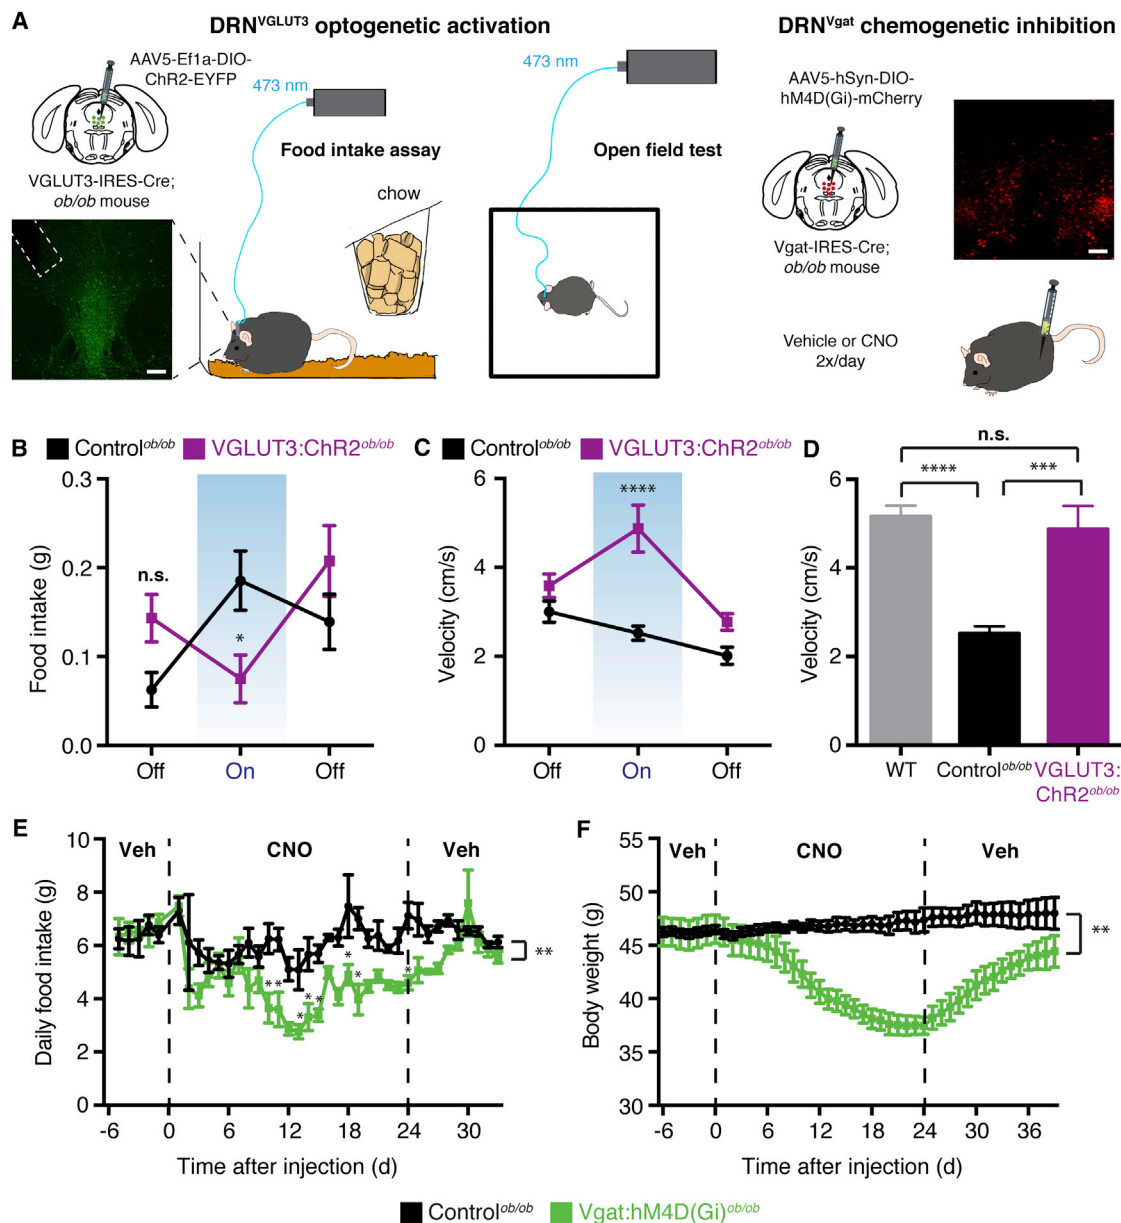 A
DRN^VGLUT3 optogenetic activation
DRN^Vgat chemogenetic inhibition
AAV5-Ef1a-DIO-
ChR2-EYFP
473 nm
473 nm
AAV5-hSyn-DIO-
hM4D(Gi)-mCherry
Food intake assay
Open field test
VGLUT3-IRES-Cre;
ob/ob mouse
chow
Vgat-IRES-Cre;
ob/ob mouse
Vehicle or CNO
2x/day
B
Control^ob/ob
VGLUT3:ChR2^ob/ob
Food intake (g)
0.3
0.2
0.1
0.0
n.s.
*
Off
On
Off
C
Control^ob/ob
VGLUT3:ChR2^ob/ob
Velocity (cm/s)
6
4
2
0
****
Off
On
Off
D
n.s.
****
***
Velocity (cm/s)
6
4
2
0
WT
Control^ob/ob
VGLUT3:
ChR2^ob/ob
E
Veh
CNO
Veh
Daily food intake (g)
10
8
6
4
2
0
**
* *
*
*
*
*
*
*
-6
0
6
12
18
24
30
Time after injection (d)
F
Veh
CNO
Veh
Body weight (g)
55
50
45
40
35
30
**
-6
0
6
12
18
24
30
36
Time after injection (d)
Control^ob/ob
Vgat:hM4D(Gi)^ob/ob